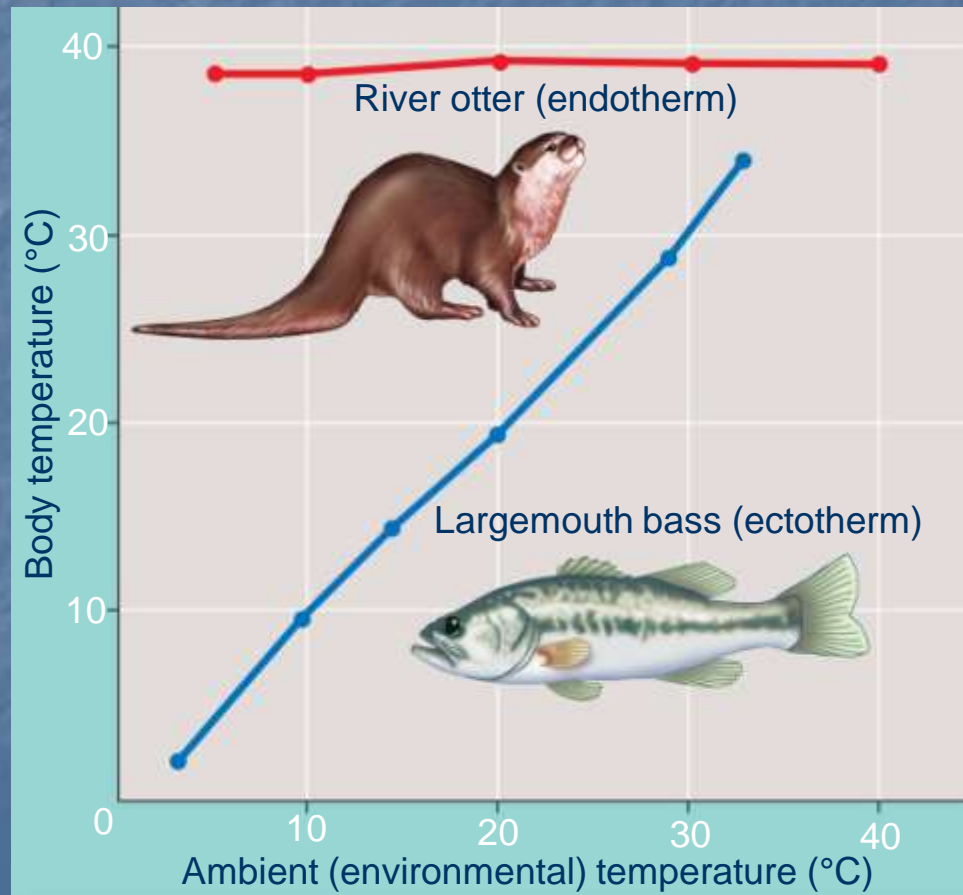 40
River otter (endotherm)
30
Body temperature (°C)
20
Largemouth bass (ectotherm)
10
0
10 20 30 40
Ambient (environmental) temperature (°C)